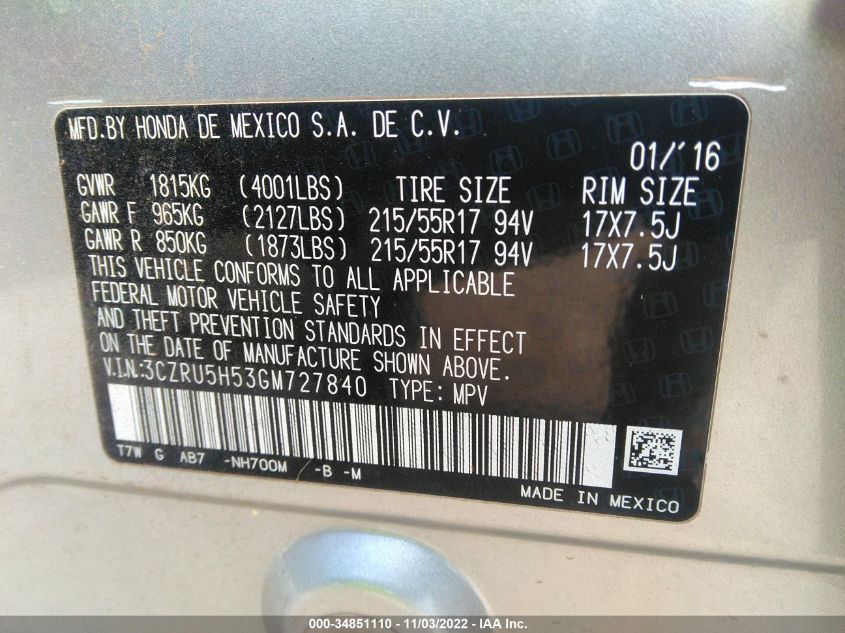 MFD.BY HONDA DE MEXICO S.A. DE C.V.
01/'16
GVWR 1815KG (4001LBS) TIRE SIZE RIM SIZE
GAWR F 965KG (2127LBS) 215/55R17 94V 17X7.5J
GAWR R 850KG (1873LBS) 215/55R17 94V 17X7.5J
THIS VEHICLE CONFORMS TO ALL APPLICABLE
FEDERAL MOTOR VEHICLE SAFETY
AND THEFT PREVENTION STANDARDS IN EFFECT
ON THE DATE OF MANUFACTURE SHOWN ABOVE.
V.I.N.:3CZRU5H53GM727840 TYPE: MPV
T7W G AB7 -NH700M -B -M
MADE IN MEXICO
000-34851110 - 11/03/2022 - IAA Inc.